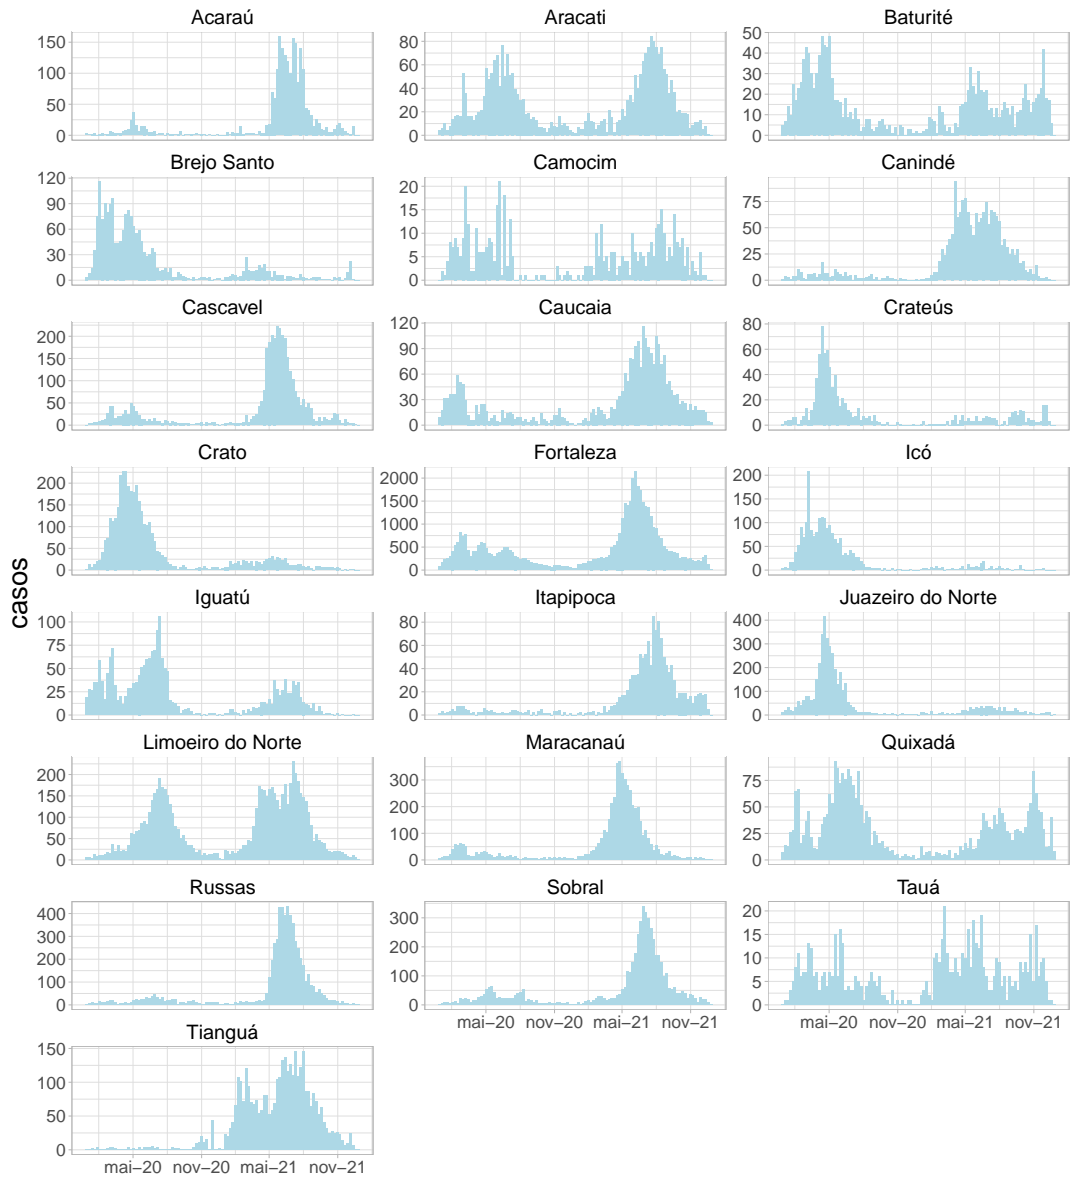 Acaraú Aracati Baturité
150 80 50
100 60 40
50 40 30
0 20 20
0 10
0
Brejo Santo Camocim Canindé
120 20 75
90 15 50
60 10 25
30 5 0
0 0
Cascavel Caucaia Crateús
200 120 80
150 90 60
100 60 40
50 30 20
0 0 0
Crato Fortaleza Icó
200 2000 200
150 1500 150
100 1000 100
50 500 50
0 0 0
casos
Iguatú Itapipoca Juazeiro do Norte
100 80 400
75 60 300
50 40 200
25 20 100
0 0 0
Limoeiro do Norte Maracanaú Quixadá
200 300 75
150 200 50
100 100 25
50 0 0
0
Russas Sobral Tauá
400 300 20
300 200 15
200 100 10
100 0 5
0 0
mai−20 nov−20 mai−21 nov−21 mai−20 nov−20 mai−21 nov−21
Tianguá
150
100
50
0
mai−20 nov−20 mai−21 nov−21